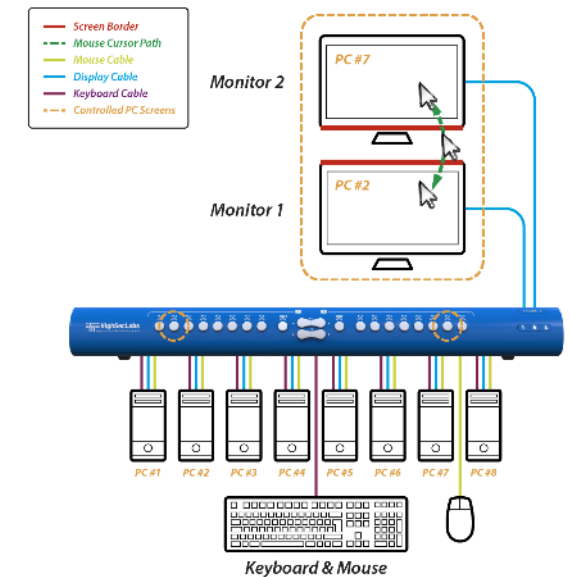 Screen Border
Mouse Cursor Path
Mouse Cable
Display Cable
Keyboard Cable
Controlled PC Screens
PC #7
Monitor 2
PC #2
Monitor 1
HighSecLabs
PC #1
PC #2
PC #3
PC #4
PC #5
PC #6
PC #7
PC #8
Keyboard & Mouse